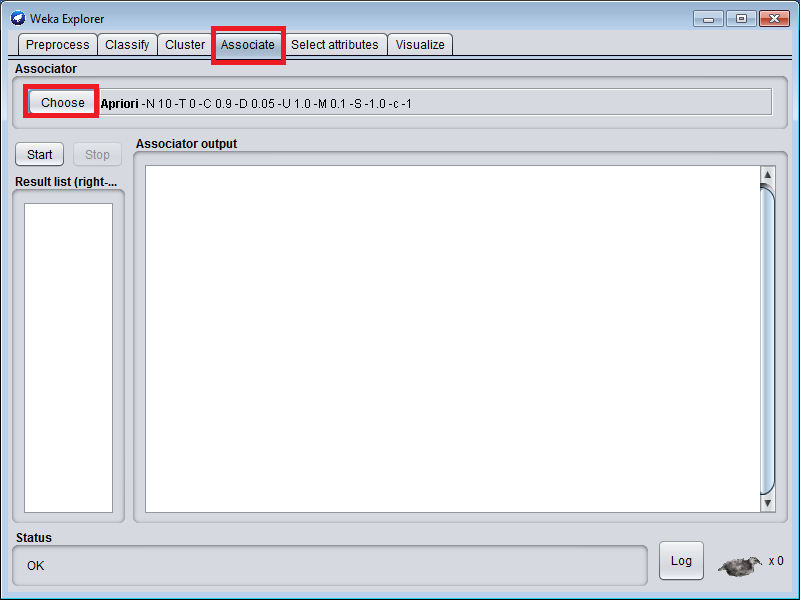 Weka Explorer
Preprocess Classify Cluster Associate Select attributes Visualize
Associator
Choose Apriori -N 10 -T 0 -C 0.9 -D 0.05 -U 1.0 -M 0.1 -S -1.0 -c -1
Start Stop
Associator output
Result list (right-...
Status
OK
Log
x 0